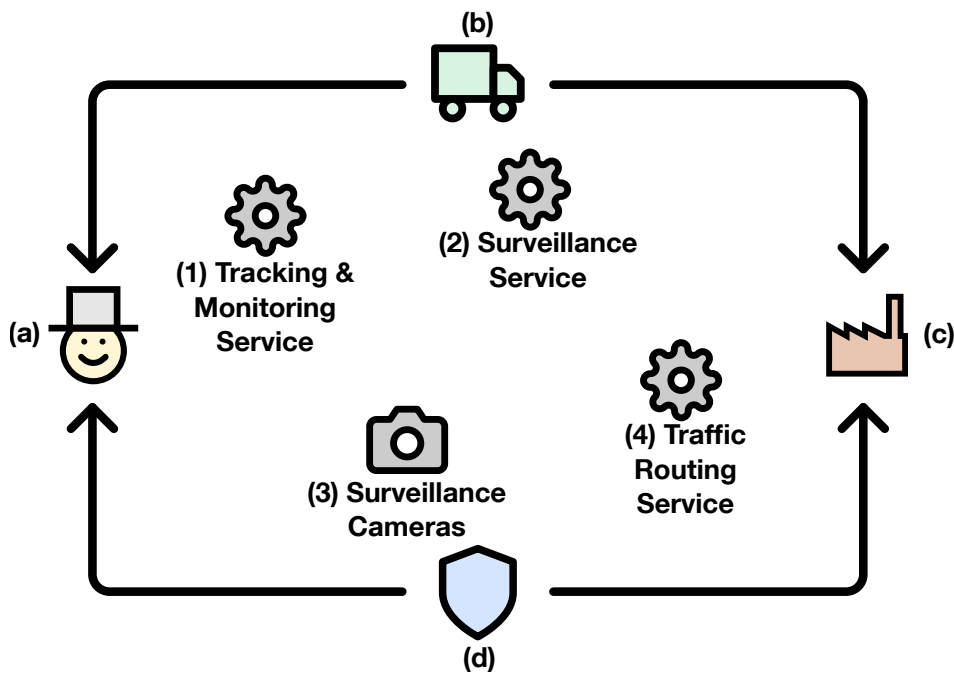 (b)
(2) Surveillance
Service
(1) Tracking &
Monitoring
Service
(a)
(c)
(4) Traffic
Routing
Service
(3) Surveillance
Cameras
(d)